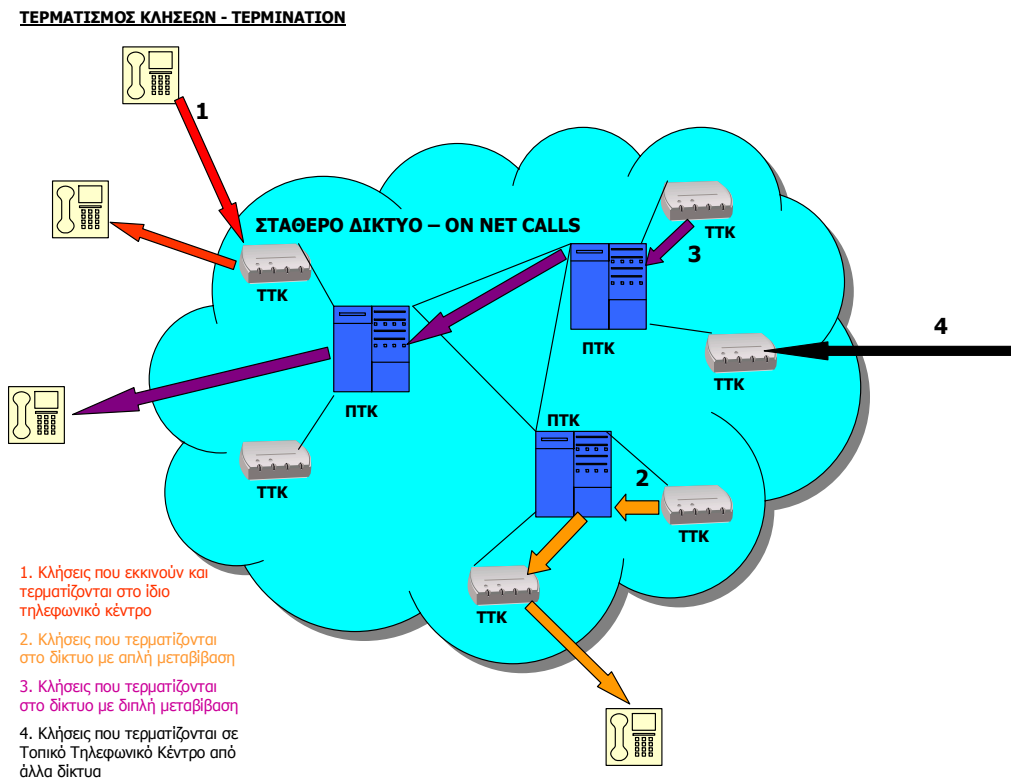 ΤΕΡΜΑΤΙΣΜΟΣ ΚΛΗΣΕΩΝ - TERMINATION
1
ΣΤΑΘΕΡΟ ΔΙΚΤΥΟ – ON NET CALLS
ΤΤΚ
3
ΤΤΚ
4
ΠΤΚ
ΠΤΚ
ΠΤΚ
ΤΤΚ
2
ΤΤΚ
ΤΤΚ
1. Κλήσεις που εκκινούν και
τερματίζονται στο ίδιο
τηλεφωνικό κέντρο
2. Κλήσεις που τερματίζονται
στο δίκτυο με απλή μεταβίβαση
3. Κλήσεις που τερματίζονται
στο δίκτυο με διπλή μεταβίβαση
4. Κλήσεις που τερματίζονται σε
Τοπικό Τηλεφωνικό Κέντρο από
άλλα δίκτυα